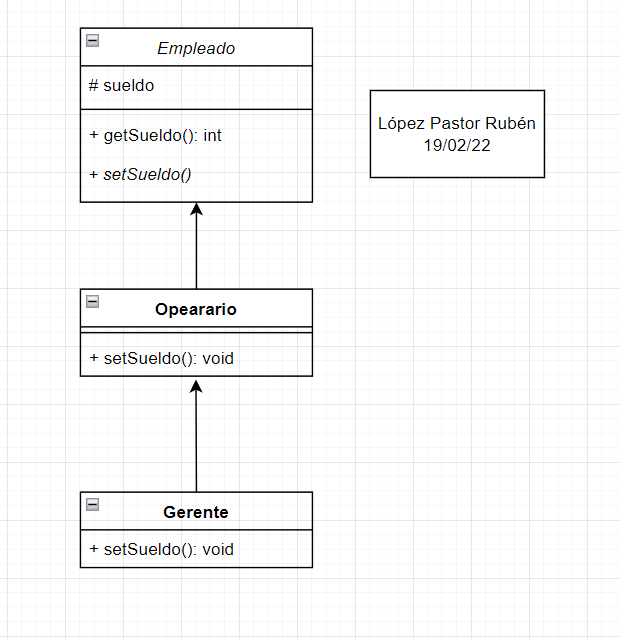 Empleado
# sueldo
+ getSueldo(): int
+ setSueldo()
López Pastor Rubén
19/02/22
Opearario
+ setSueldo(): void
Gerente
+ setSueldo(): void